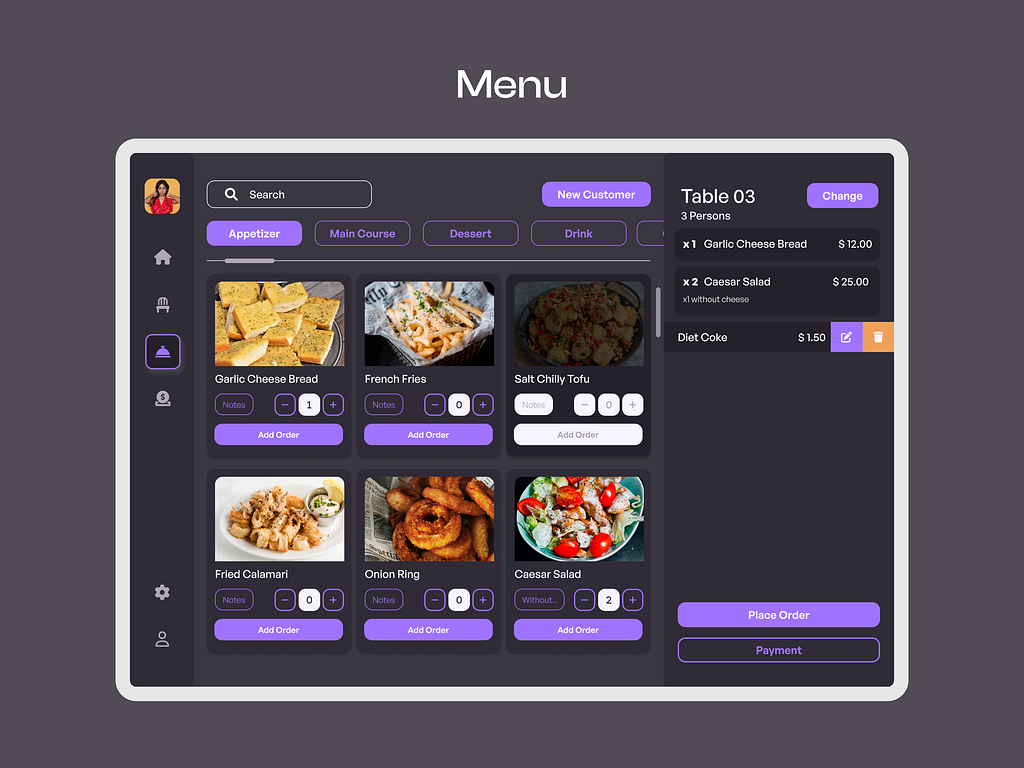 Menu
Search
New Customer
Appetizer
Main Course
Dessert
Drink
Garlic Cheese Bread
Notes
− 1 +
Add Order
French Fries
Notes
− 0 +
Add Order
Salt Chilly Tofu
Notes
− 0 +
Add Order
Fried Calamari
Notes
− 0 +
Add Order
Onion Ring
Notes
− 0 +
Add Order
Caesar Salad
Without..
− 2 +
Add Order
Table 03
Change
3 Persons
x 1 Garlic Cheese Bread $ 12.00
x 2 Caesar Salad $ 25.00
x1 without cheese
Diet Coke $ 1.50
Place Order
Payment